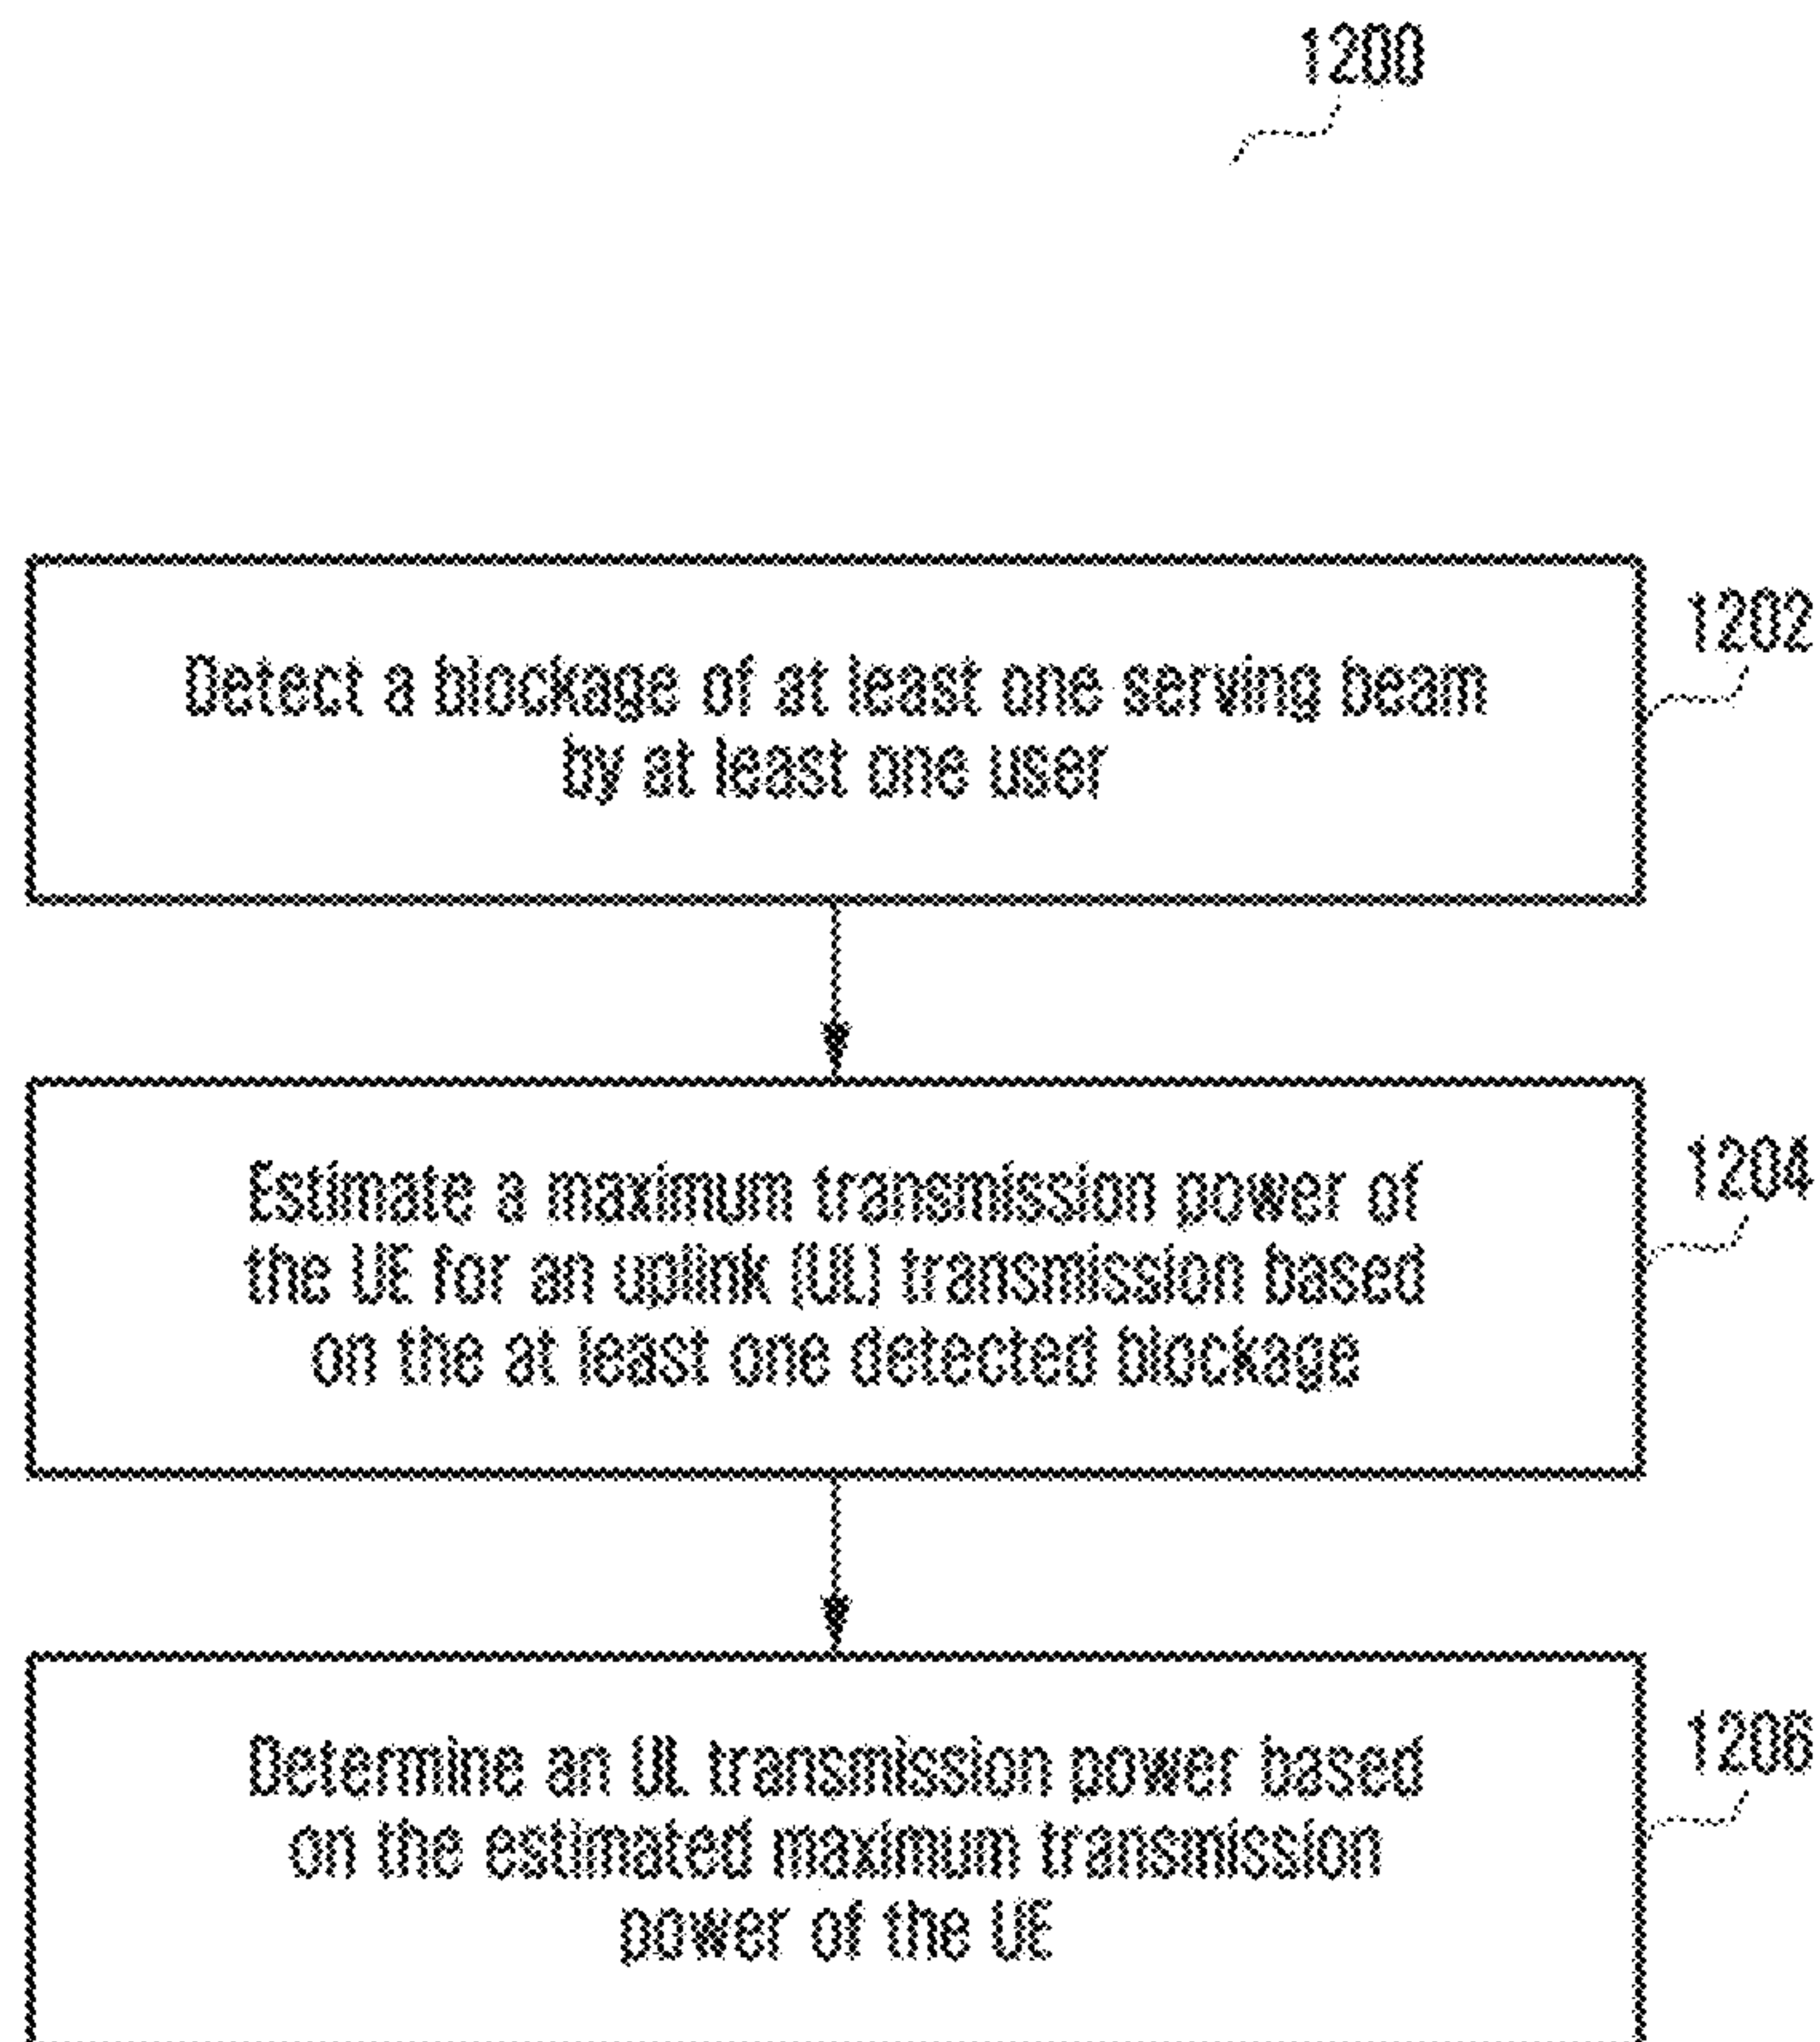 1200
Detect a blockage of at least one serving beam
by at least one user
1202
Estimate a maximum transmission power of
the UE for an uplink (UL) transmission based
on the at least one detected blockage
1204
Determine an UL transmission power based
on the estimated maximum transmission
power of the UE
1206